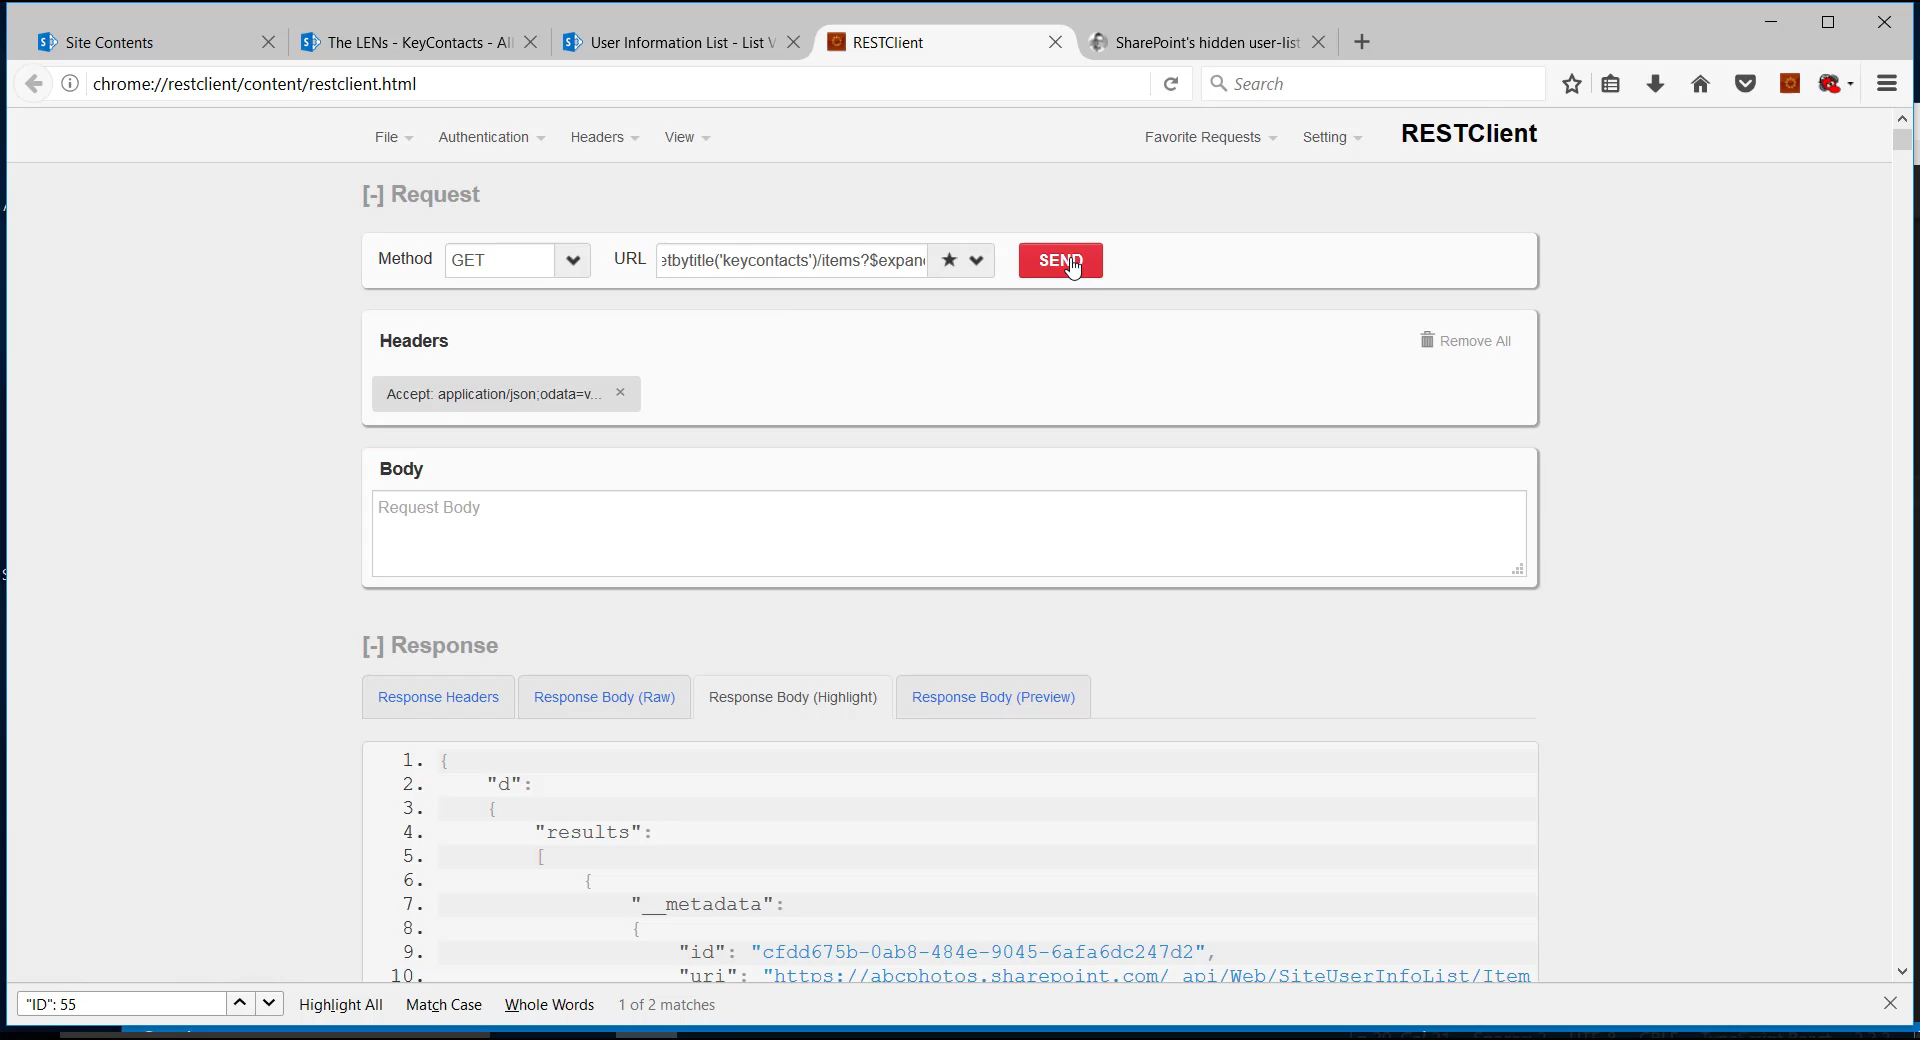 Site Contents
The LENs - KeyContacts - All
User Information List - List V
RESTClient
SharePoint's hidden user-list
chrome://restclient/content/restclient.html
Search
File
Authentication
Headers
View
Favorite Requests
Setting
RESTClient
[-] Request
Method
GET
URL
etbytitle('keycontacts')/items?$expan
SEND
Headers
Remove All
Accept: application/json;odata=v...
Body
Request Body
[-] Response
Response Headers
Response Body (Raw)
Response Body (Highlight)
Response Body (Preview)
1. {
2. "d":
3. {
4. "results":
5. [
6. {
7. "__metadata":
8. {
9. "id": "cfdd675b-0ab8-484e-9045-6afa6dc247d2",
10. "uri": "https://abcphotos.sharepoint.com/_api/Web/SiteUserInfoList/Item
"ID": 55
Highlight All
Match Case
Whole Words
1 of 2 matches